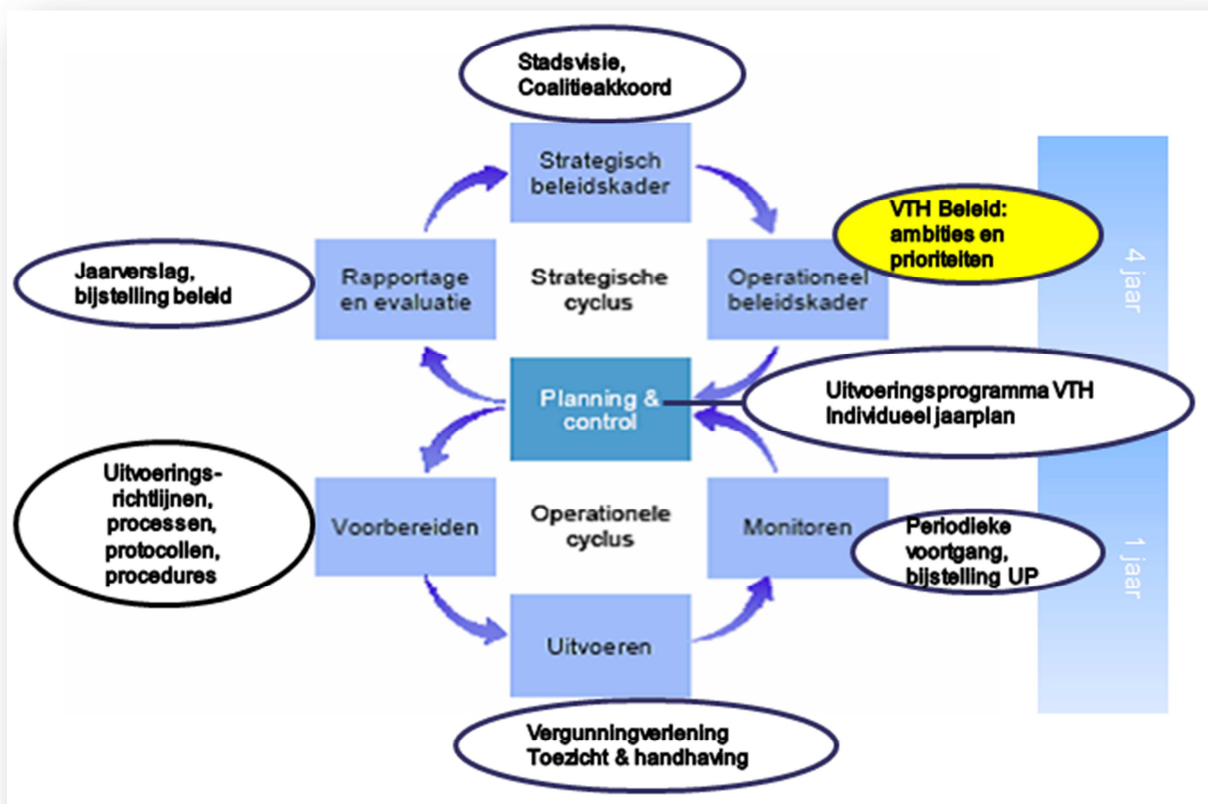 Stadsvisie,
Coalitieakkoord
Strategisch
beleidskader
VTH Beleid:
ambities en
prioriteiten
4 jaar
Jaarverslag,
bijstelling beleid
Rapportage
en evaluatie
Strategische
cyclus
Operationeel
beleidskader
Planning &
control
Uitvoeringsprogramma VTH
Individueel jaarplan
Uitvoerings-
richtlijnen,
processen,
protocollen,
procedures
Voorbereiden
Operationele
cyclus
Monitoren
Periodieke
voortgang,
bijstelling UP
1 jaar
Uitvoeren
Vergunningverlening
Toezicht & handhaving